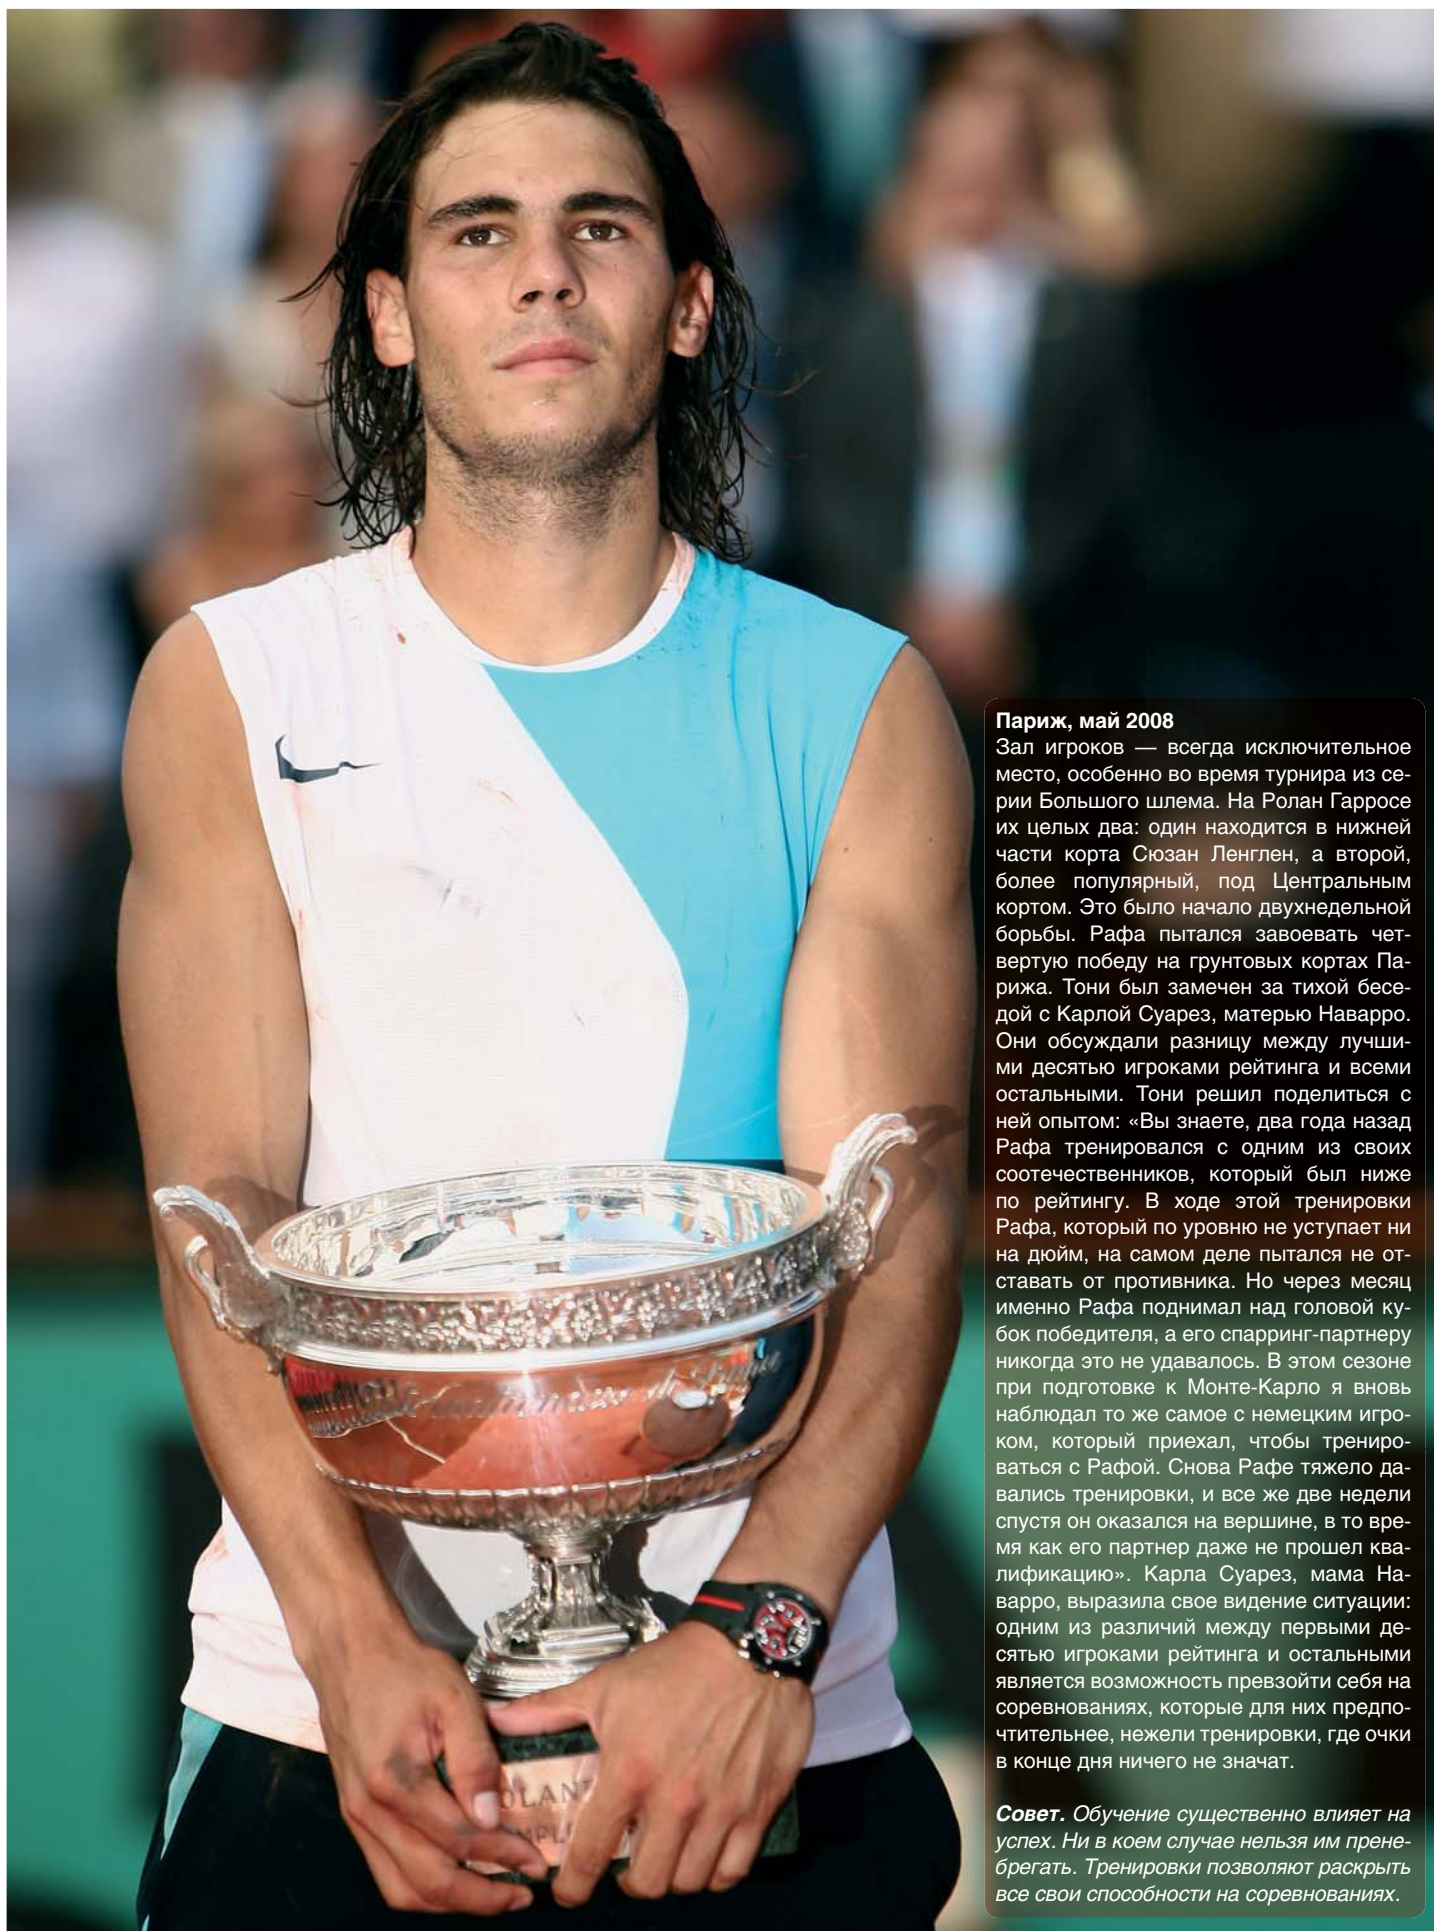 Париж, май 2008
Зал игроков — всегда исключительное
место, особенно во время турнира из се-
рии Большого шлема. На Ролан Гарросе
их целых два: один находится в нижней
части корта Сюзан Ленглен, а второй,
более популярный, под Центральным
кортом. Это было начало двухнедельной
борьбы. Рафа пытался завоевать чет-
вертую победу на грунтовых кортах Па-
рижа. Тони был замечен за тихой бесе-
дой с Карлой Суарез, матерью Наварро.
Они обсуждали разницу между лучши-
ми десятью игроками рейтинга и всеми
остальными. Тони решил поделиться с
ней опытом: «Вы знаете, два года назад
Рафа тренировался с одним из своих
соотечественников, который был ниже
по рейтингу. В ходе этой тренировки
Рафа, который по уровню не уступает ни
на дюйм, на самом деле пытался не от-
ставать от противника. Но через месяц
именно Рафа поднимал над головой ку-
бок победителя, а его спарринг-партнеру
никогда это не удавалось. В этом сезоне
при подготовке к Монте-Карло я вновь
наблюдал то же самое с немецким игро-
ком, который приехал, чтобы трениро-
ваться с Рафой. Снова Рафе тяжело да-
вались тренировки, и все же две недели
спустя он оказался на вершине, в то вре-
мя как его партнер даже не прошел ква-
лификацию». Карла Суарез, мама На-
варро, выразила свое видение ситуации:
одним из различий между первыми де-
сятью игроками рейтинга и остальными
является возможность превзойти себя на
соревнованиях, которые для них предпо-
чтительнее, нежели тренировки, где очки
в конце дня ничего не значат.
Совет. Обучение существенно влияет на
успех. Ни в коем случае нельзя им прене-
брегать. Тренировки позволяют раскрыть
все свои способности на соревнованиях.